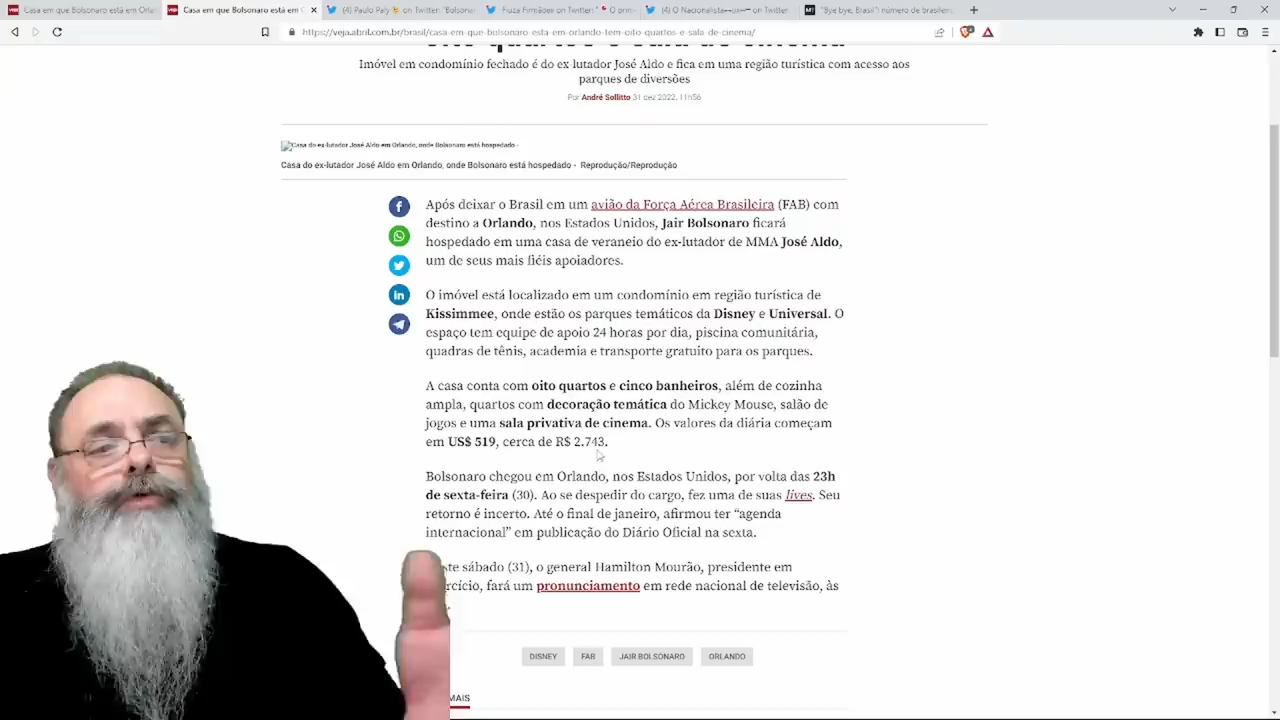 Casa em que Bolsonaro está em Orlan
Casa em que Bolsonaro está em O
(4) Paulo Paly on Twitter: "Bolsonar
Fiuza Firmãgeo on Twitter: "
(4) O Nacionalista on Twitter
"Bye bye, Brasil": número de brasileir
https://veja.abril.com.br/brasil/casa-em-que-bolsonaro-esta-em-orlando-tem-oito-quartos-e-sala-de-cinema/
oito quartos e sala de cinema
Imóvel em condomínio fechado é do ex-lutador José Aldo e fica em uma região turística com acesso aos
parques de diversões
Por André Sollitto 31 dez 2022, 11h56
Casa do ex-lutador José Aldo em Orlando, onde Bolsonaro está hospedado -
Casa do ex-lutador José Aldo em Orlando, onde Bolsonaro está hospedado - Reprodução/Reprodução
Após deixar o Brasil em um avião da Força Aérea Brasileira (FAB) com
destino a Orlando, nos Estados Unidos, Jair Bolsonaro ficará
hospedado em uma casa de veraneio do ex-lutador de MMA José Aldo,
um de seus mais fiéis apoiadores.
O imóvel está localizado em um condomínio em região turística de
Kissimmee, onde estão os parques temáticos da Disney e Universal. O
espaço tem equipe de apoio 24 horas por dia, piscina comunitária,
quadras de tênis, academia e transporte gratuito para os parques.
A casa conta com oito quartos e cinco banheiros, além de cozinha
ampla, quartos com decoração temática do Mickey Mouse, salão de
jogos e uma sala privativa de cinema. Os valores da diária começam
em US$ 519, cerca de R$ 2.743.
Bolsonaro chegou em Orlando, nos Estados Unidos, por volta das 23h
de sexta-feira (30). Ao se despedir do cargo, fez uma de suas lives. Seu
retorno é incerto. Até o final de janeiro, afirmou ter “agenda
internacional” em publicação do Diário Oficial na sexta.
te sábado (31), o general Hamilton Mourão, presidente em
rcício, fará um pronunciamento em rede nacional de televisão, às
DISNEY
FAB
JAIR BOLSONARO
ORLANDO
MAIS